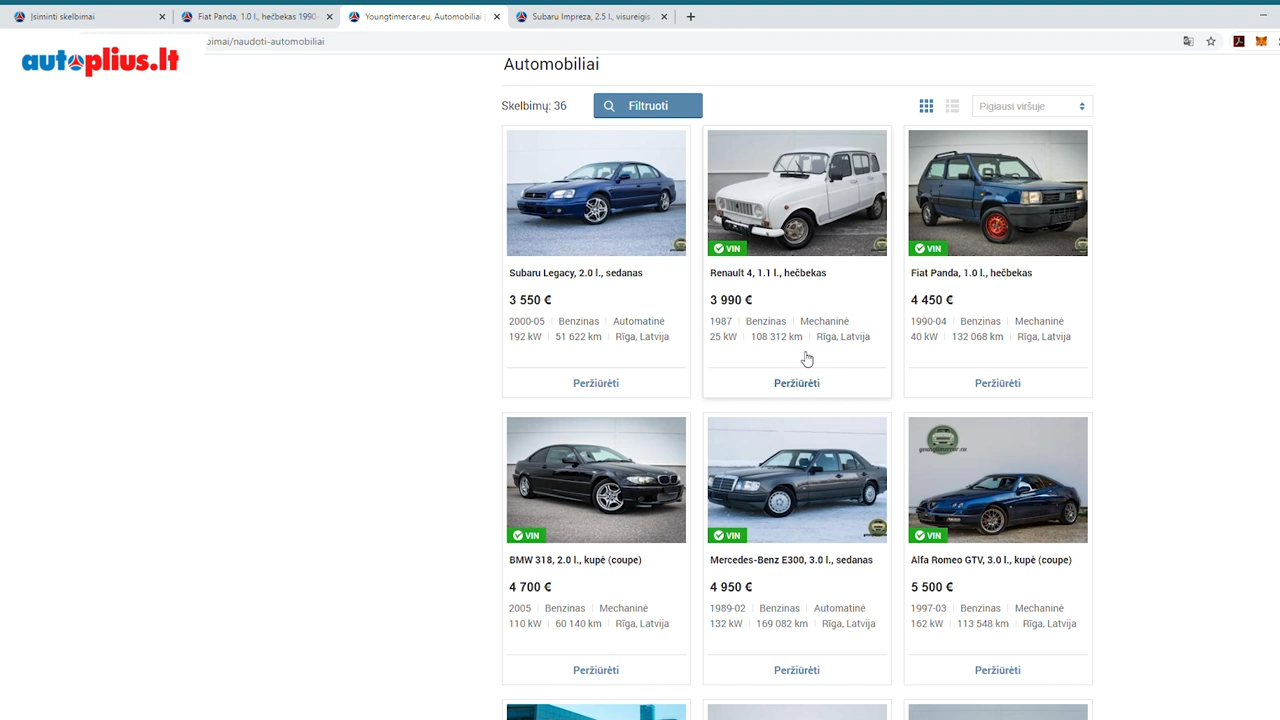 Įsiminti skelbimai
Fiat Panda, 1.0 l., hečbekas 1990-
Youngtimercar.eu, Automobiliai
Subaru Impreza, 2.5 l., visureigis
bimai/naudoti-automobiliai
autoplius.lt
Automobiliai
Skelbimų: 36
Filtruoti
Pigiausi viršuje
VIN
VIN
Subaru Legacy, 2.0 l., sedanas
Renault 4, 1.1 l., hečbekas
Fiat Panda, 1.0 l., hečbekas
3 550 €
3 990 €
4 450 €
2000-05 Benzinas Automatinė
1987 Benzinas Mechaninė
1990-04 Benzinas Mechaninė
192 kW 51 622 km Rīga, Latvija
25 kW 108 312 km Rīga, Latvija
40 kW 132 068 km Rīga, Latvija
Peržiūrėti
Peržiūrėti
Peržiūrėti
youngtimercar.eu
VIN
VIN
VIN
BMW 318, 2.0 l., kupė (coupe)
Mercedes-Benz E300, 3.0 l., sedanas
Alfa Romeo GTV, 3.0 l., kupė (coupe)
4 700 €
4 950 €
5 500 €
2005 Benzinas Mechaninė
1989-02 Benzinas Automatinė
1997-03 Benzinas Mechaninė
110 kW 60 140 km Rīga, Latvija
132 kW 169 082 km Rīga, Latvija
162 kW 113 548 km Rīga, Latvija
Peržiūrėti
Peržiūrėti
Peržiūrėti